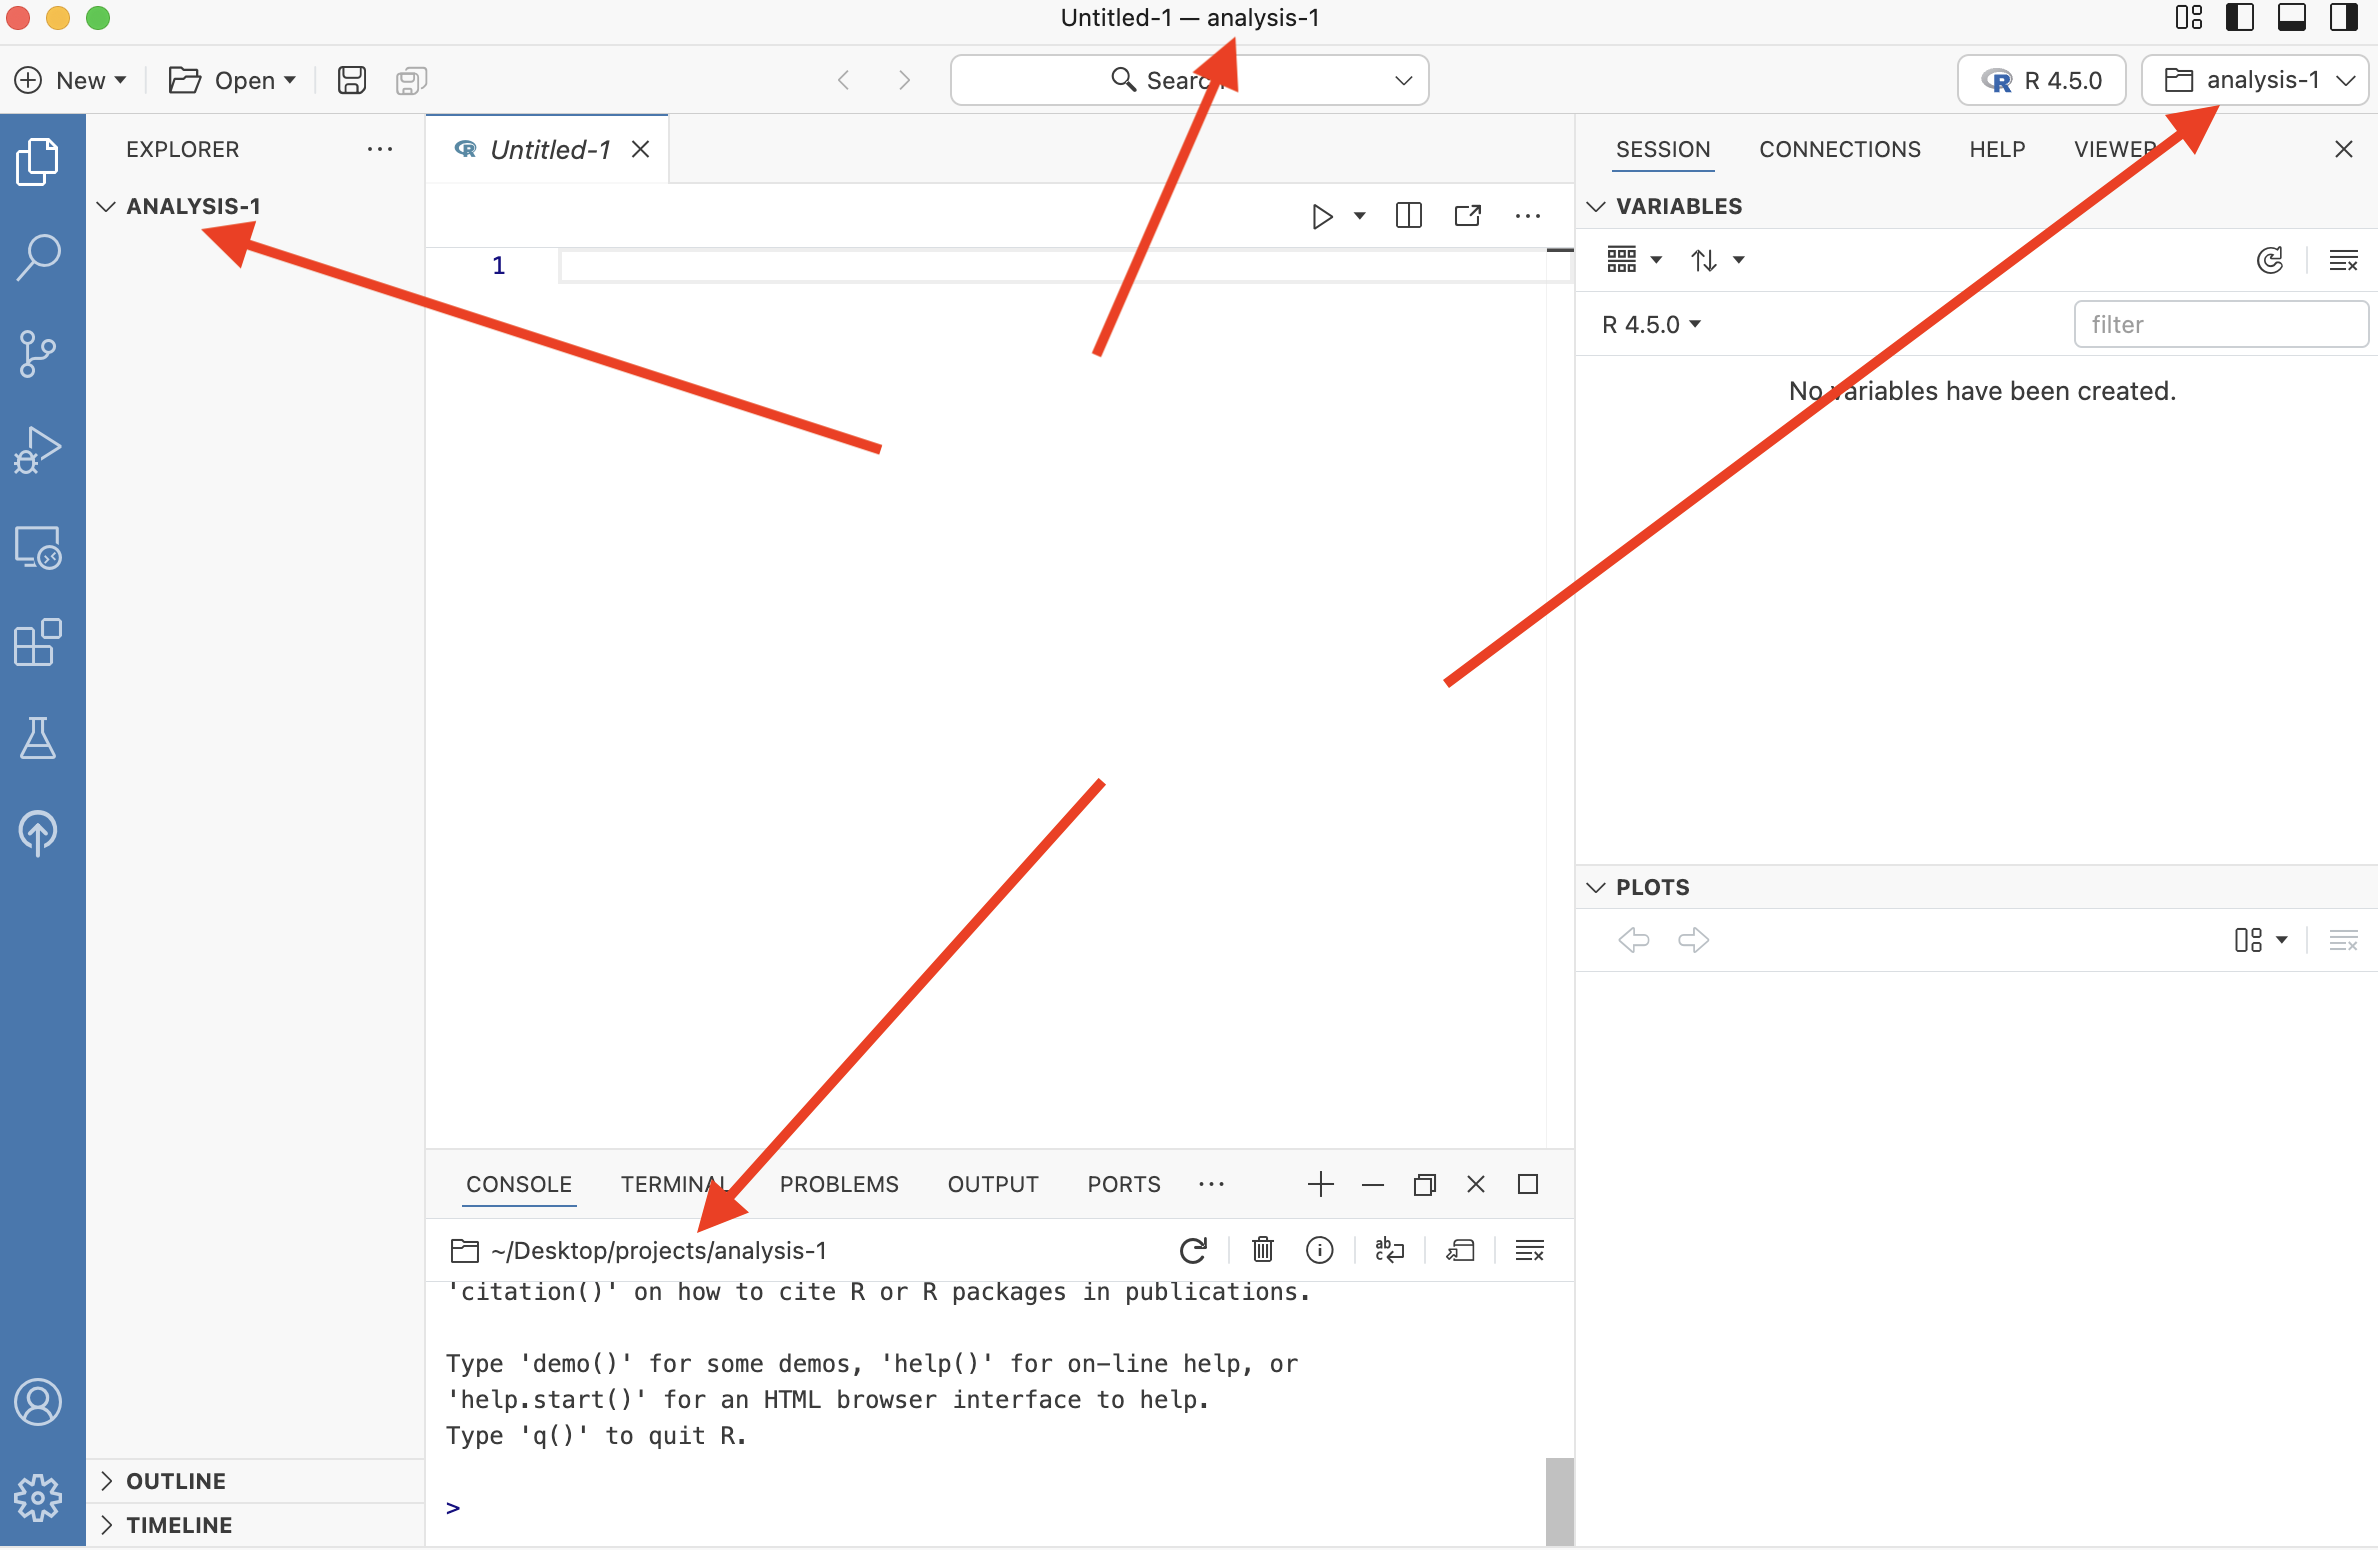 Untitled-1 — analysis-1
New
Open
Search
R 4.5.0
analysis-1
EXPLORER
ANALYSIS-1
OUTLINE
TIMELINE
Untitled-1
1
SESSION CONNECTIONS HELP VIEWER
VARIABLES
R 4.5.0
filter
No variables have been created.
PLOTS
CONSOLE TERMINAL PROBLEMS OUTPUT PORTS
~/Desktop/projects/analysis-1
'citation()' on how to cite R or R packages in publications.
Type 'demo()' for some demos, 'help()' for on-line help, or
'help.start()' for an HTML browser interface to help.
Type 'q()' to quit R.
>